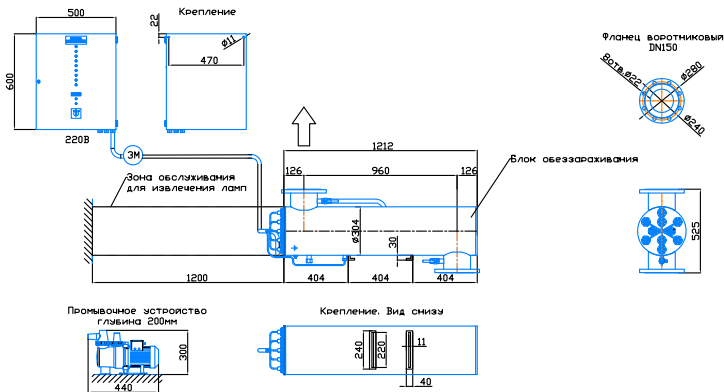 Крепление
500
22
ø11
470
600
220В
3М
Фланец воротниковый
DN150
8отв.ø22
ø280
ø240
1212
126
960
126
Блок обеззараживания
Зона обслуживания
для извлечения ламп
ø304
30
525
1200
404
404
404
Промывочное устройство
глубина 200мм
300
440
Крепление. Вид снизу
240
220
11
40